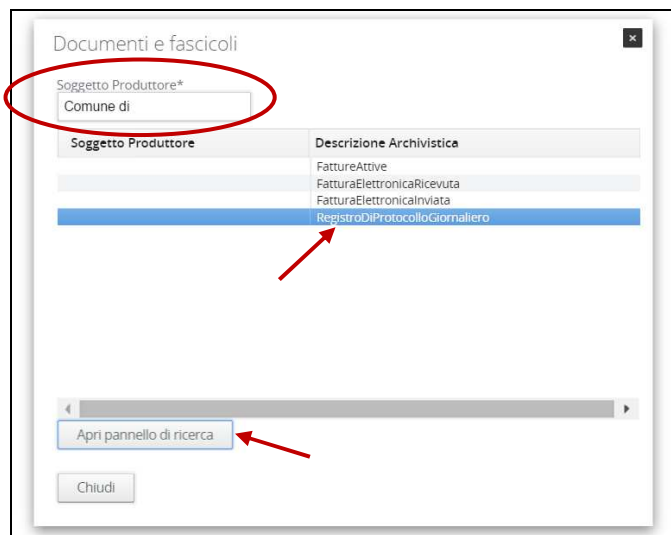 Documenti e fascicoli
x
Soggetto Produttore*
Comune di
Soggetto Produttore Descrizione Archivistica
FattureAttive
FatturaElettronicaRicevuta
FatturaElettronicaInviata
RegistroDiProtocolloGiornaliero
Apri pannello di ricerca
Chiudi